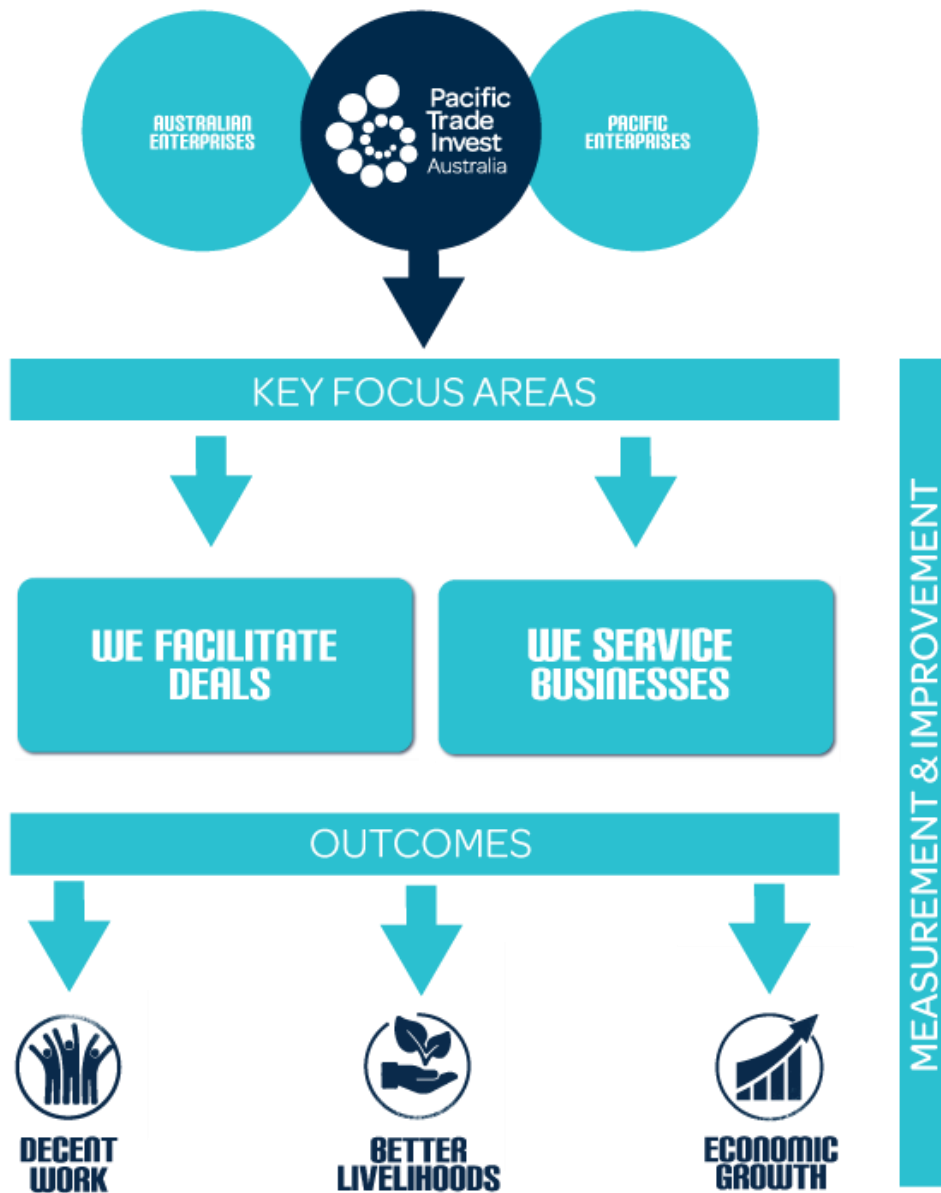 AUSTRALIAN
ENTERPRISES
Pacific
Trade
Invest
Australia
PACIFIC
ENTERPRISES
KEY FOCUS AREAS
WE FACILITATE
DEALS
WE SERVICE
BUSINESSES
OUTCOMES
DECENT
WORK
BETTER
LIVELIHOODS
ECONOMIC
GROWTH
MEASUREMENT & IMPROVEMENT